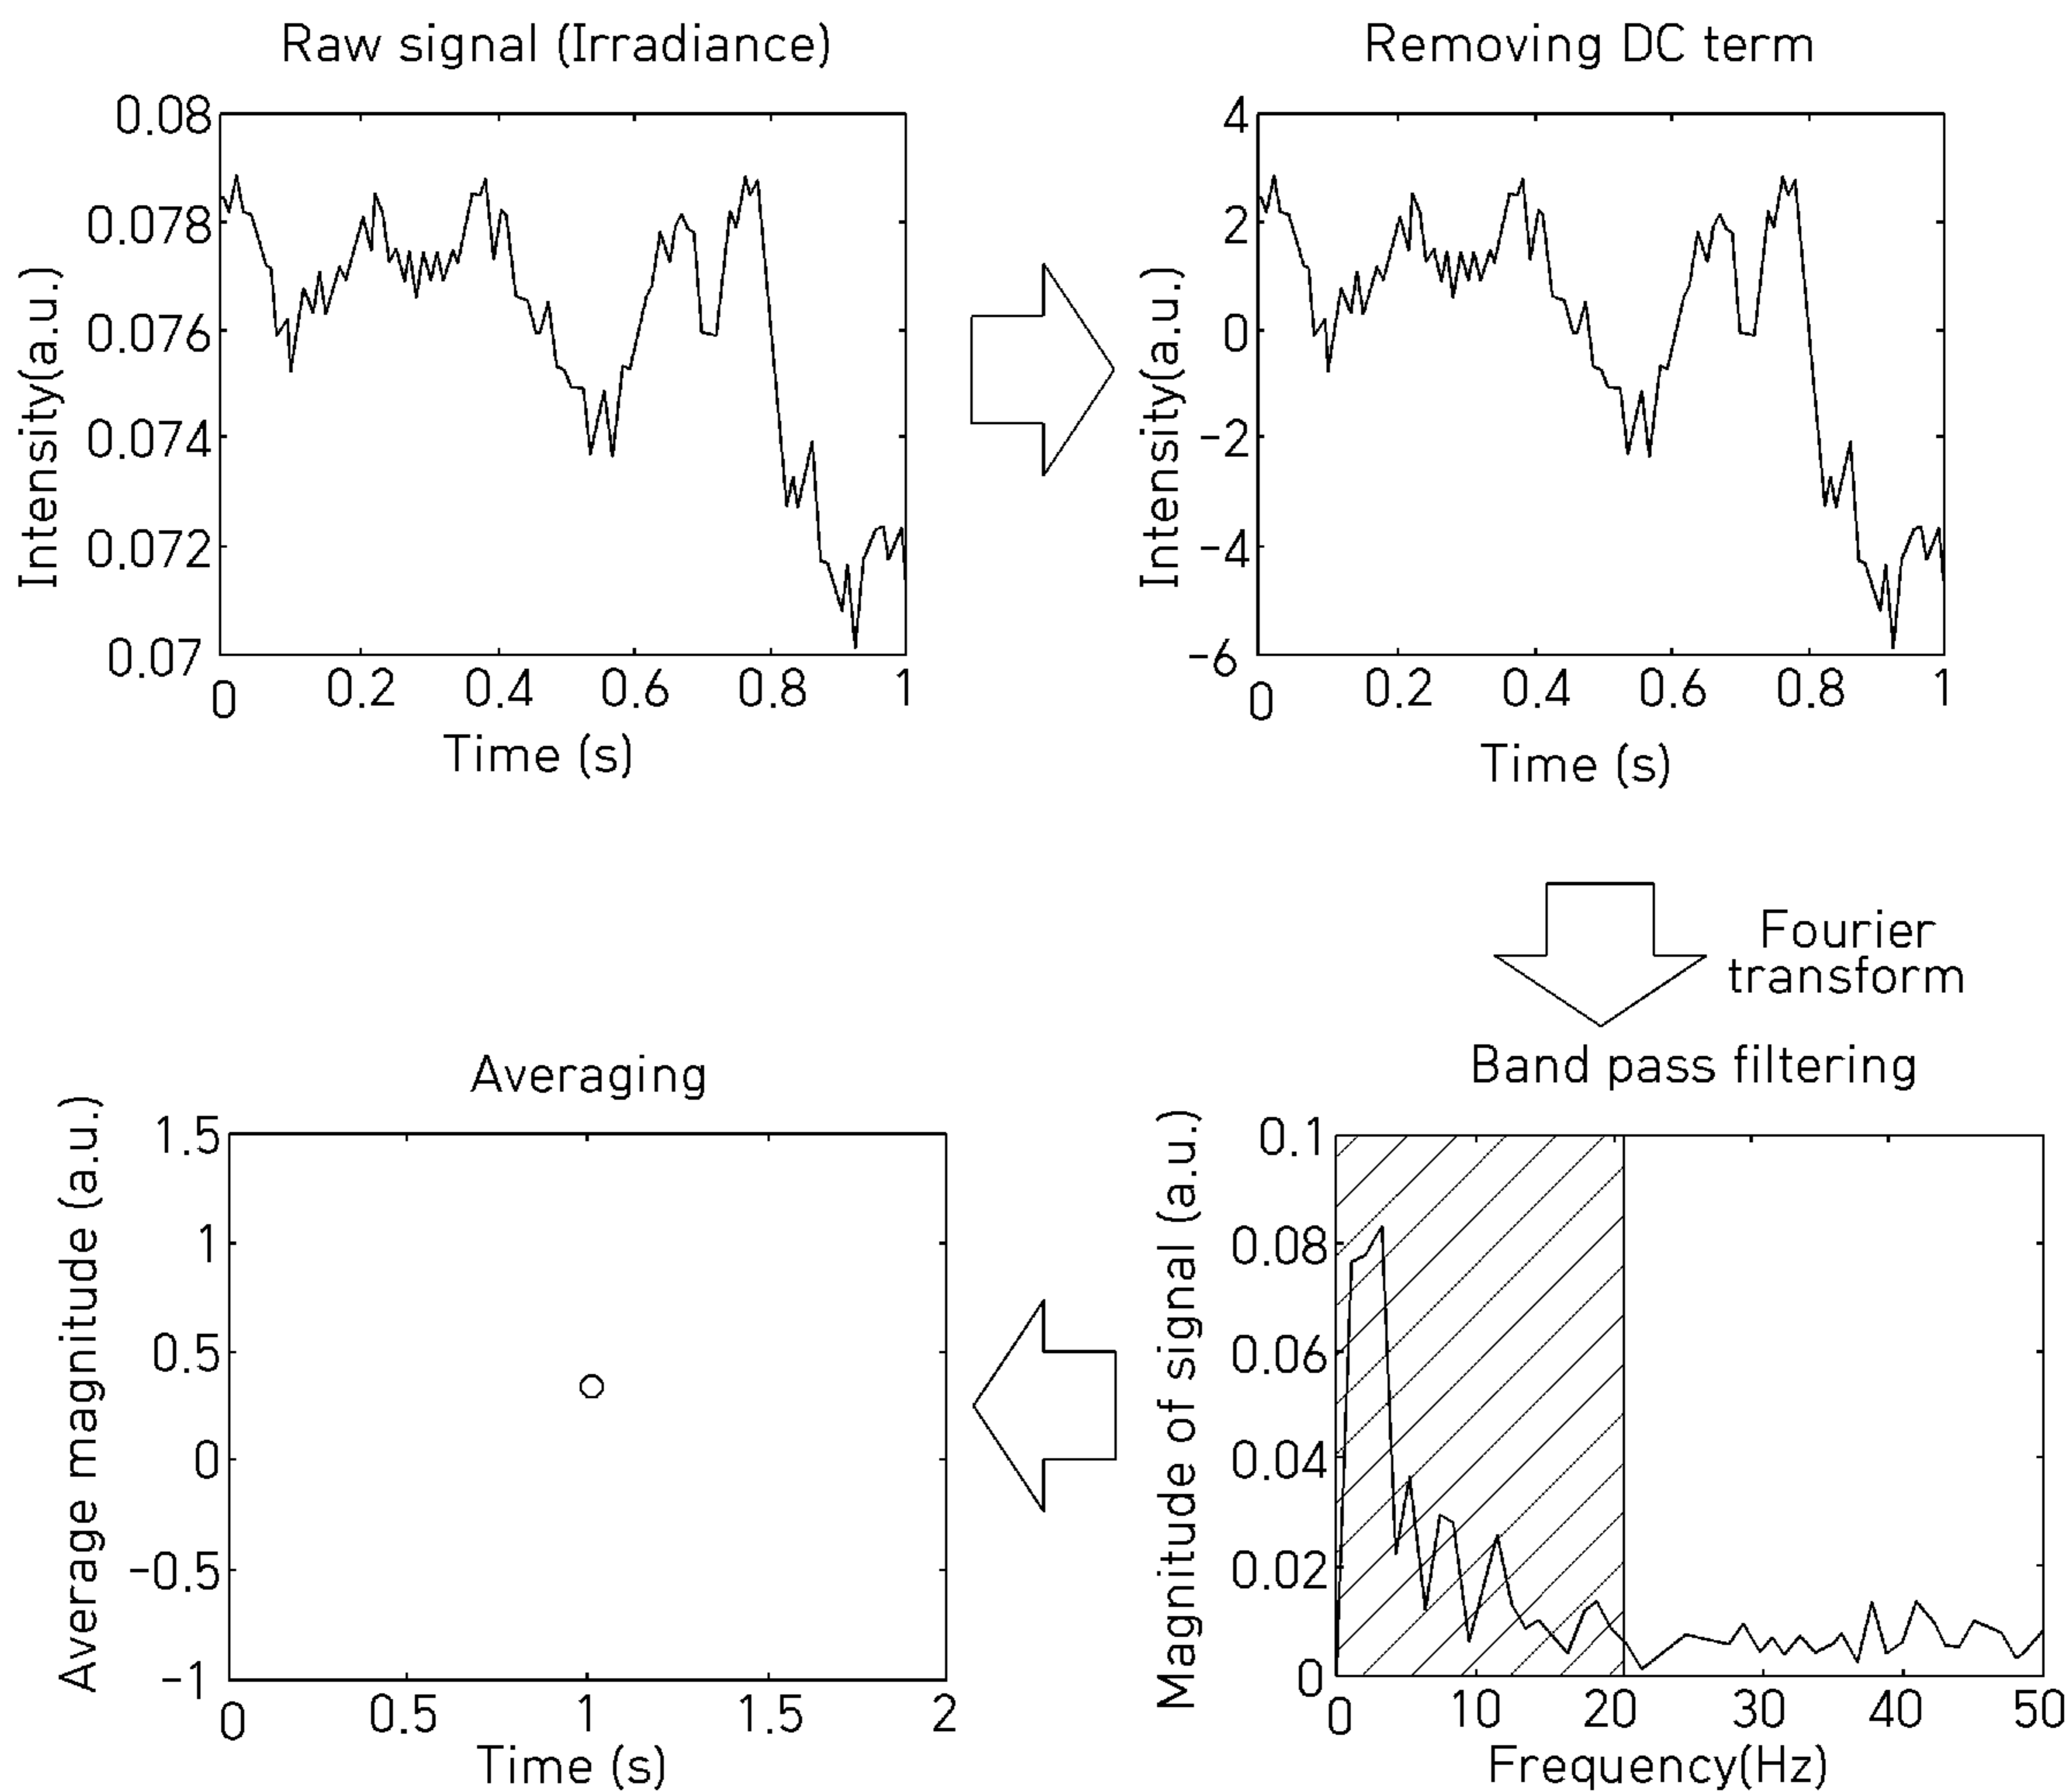 Raw signal (Irradiance)
0.08
0.078
0.076
0.074
0.072
0.07
Intensity(a.u.)
0 0.2 0.4 0.6 0.8 1
Time (s)
Removing DC term
4
2
0
-2
-4
-6
Intensity(a.u.)
0 0.2 0.4 0.6 0.8 1
Time (s)
Fourier
transform
Band pass filtering
0.1
0.08
0.06
0.04
0.02
0
Magnitude of signal (a.u.)
0 10 20 30 40 50
Frequency(Hz)
Averaging
1.5
1
0.5
0
-0.5
-1
Average magnitude (a.u.)
0 0.5 1 1.5 2
Time (s)